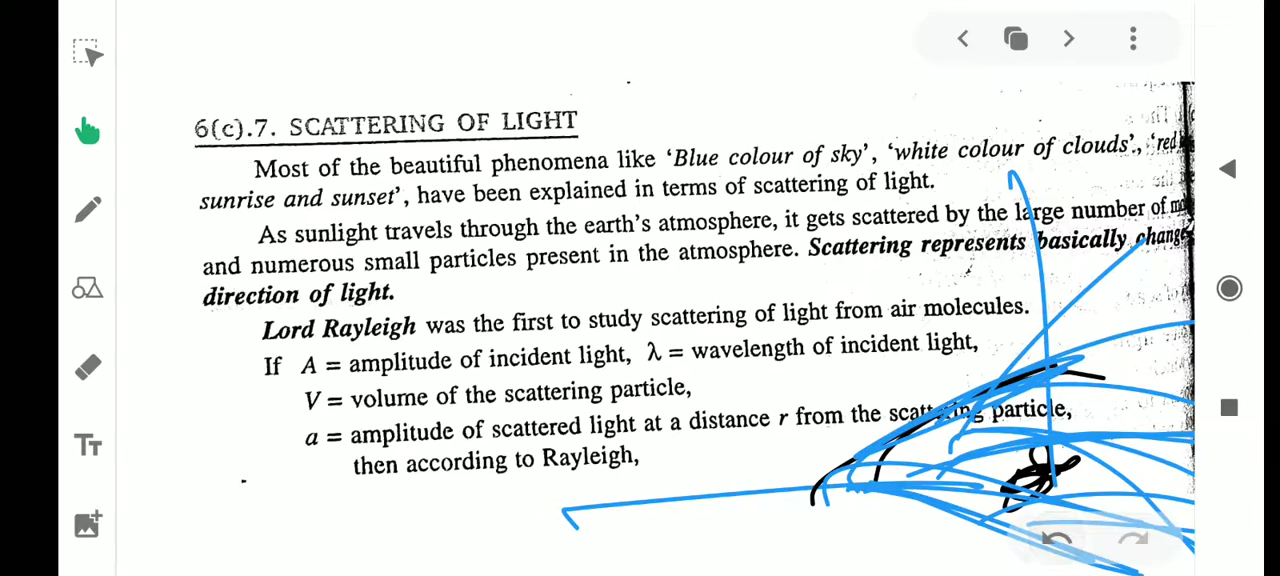 6(c).7. SCATTERING OF LIGHT
Most of the beautiful phenomena like ‘Blue colour of sky’, ‘white colour of clouds’, ‘red
sunrise and sunset’, have been explained in terms of scattering of light.
As sunlight travels through the earth’s atmosphere, it gets scattered by the large number of
and numerous small particles present in the atmosphere. Scattering represents basically change
direction of light.
Lord Rayleigh was the first to study scattering of light from air molecules.
If A = amplitude of incident light, λ = wavelength of incident light,
V = volume of the scattering particle,
a = amplitude of scattered light at a distance r from the scattering particle,
then according to Rayleigh,
TT